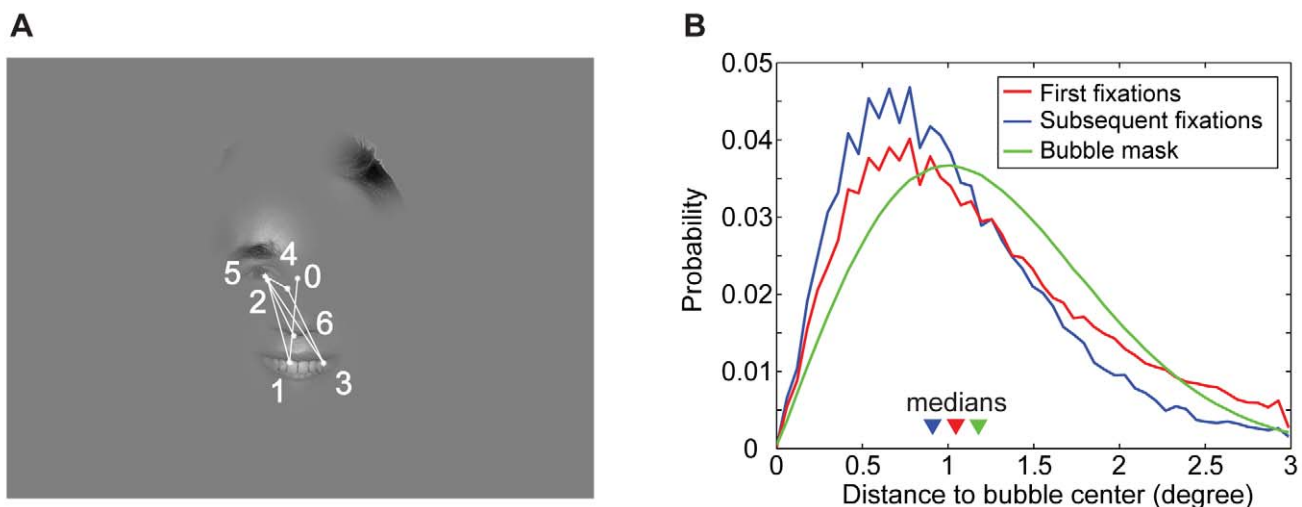 A
4
5
0
2
6
1
3
B
0.05
0.04
0.03
0.02
0.01
0
Probability
First fixations
Subsequent fixations
Bubble mask
medians
0
0.5
1
1.5
2
2.5
3
Distance to bubble center (degree)